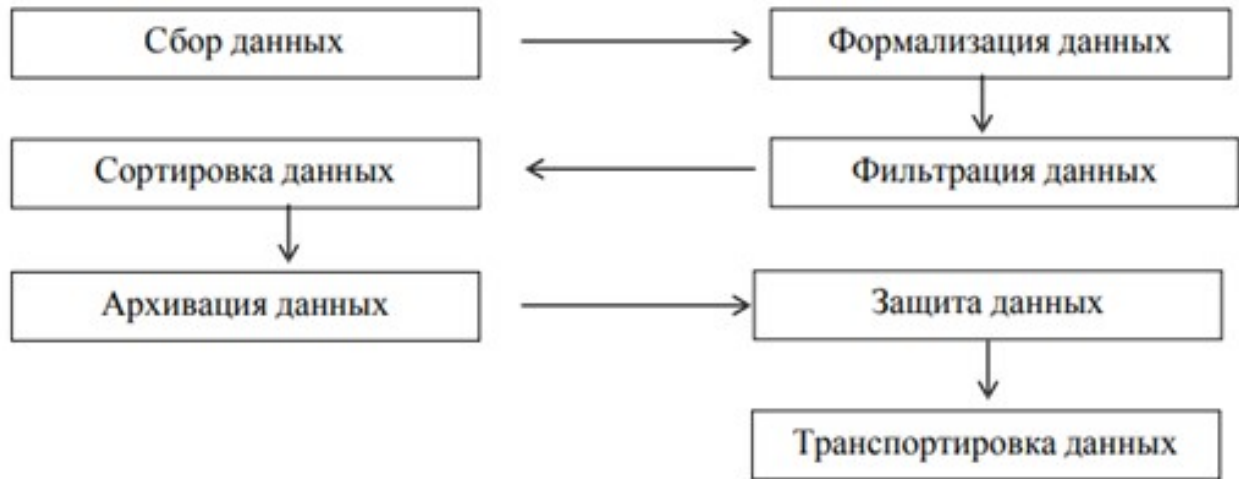 Сбор данных
Формализация данных
Сортировка данных
Фильтрация данных
Архивация данных
Защита данных
Транспортировка данных